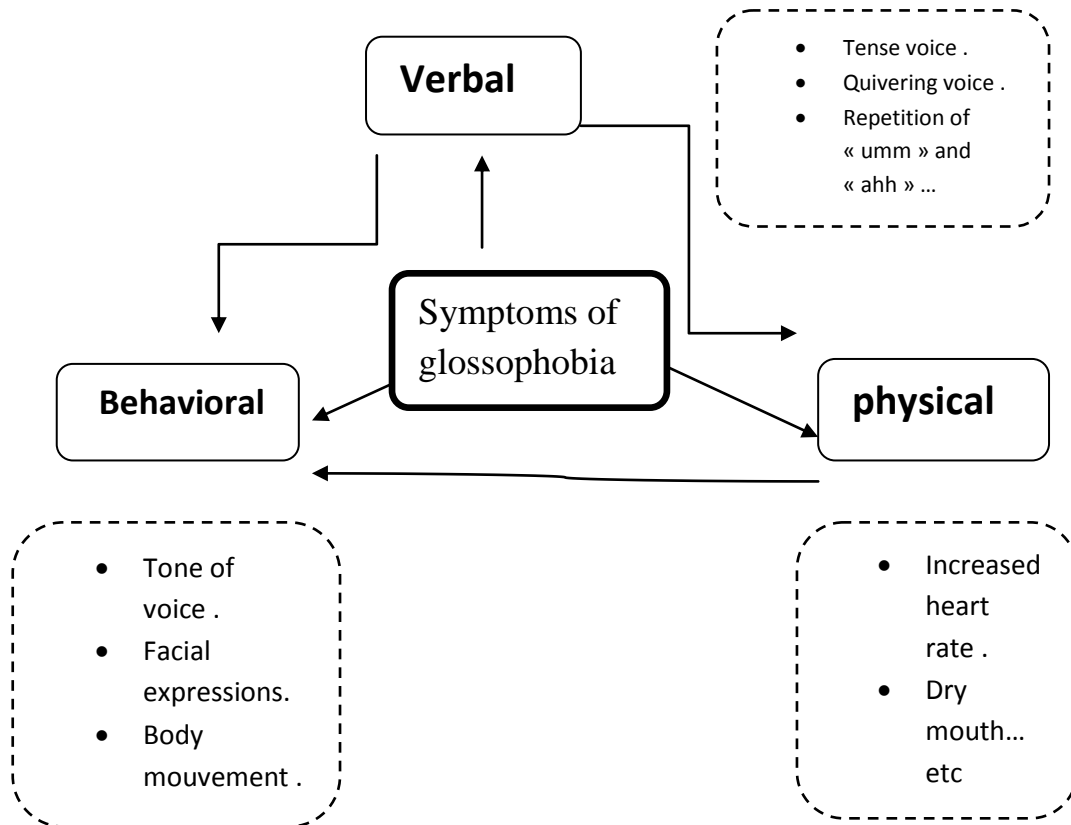 Verbal
• Tense voice .
• Quivering voice .
• Repetition of
« umm » and
« ahh » …
Symptoms of
glossophobia
Behavioral
physical
• Tone of
voice .
• Facial
expressions.
• Body
mouvement .
• Increased
heart
rate .
• Dry
mouth…
etc